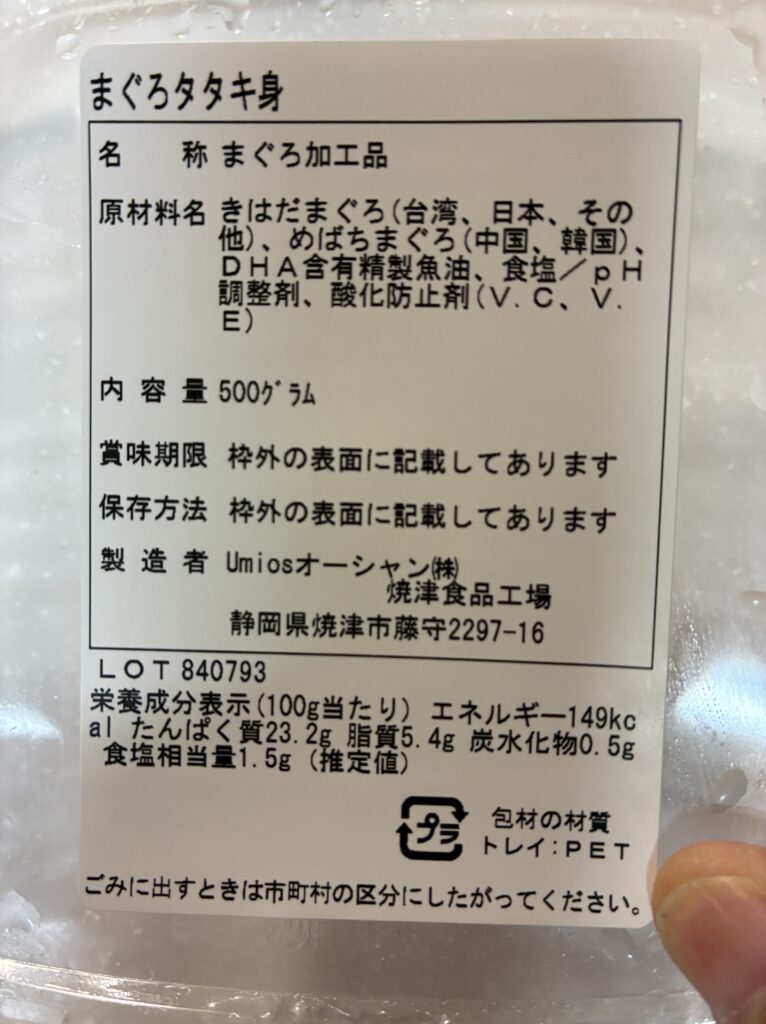 まぐろタタキ身
名　　称 まぐろ加工品
原材料名 きはだまぐろ(台湾、日本、その
他)、めばちまぐろ(中国、韓国)、
ＤＨＡ含有精製魚油、食塩／ｐＨ
調整剤、酸化防止剤(Ｖ.Ｃ、Ｖ.
Ｅ)
内 容 量 500ｸﾞﾗﾑ
賞味期限 枠外の表面に記載してあります
保存方法 枠外の表面に記載してあります
製 造 者 Umiosオーシャン㈱
焼津食品工場
静岡県焼津市藤守2297-16
ＬＯＴ 840793
栄養成分表示(100g当たり) エネルギー149kc
al たんぱく質23.2g 脂質5.4g 炭水化物0.5g
食塩相当量1.5g (推定値)
プラ 包材の材質
トレイ:ＰＥＴ
ごみに出すときは市町村の区分にしたがってください。